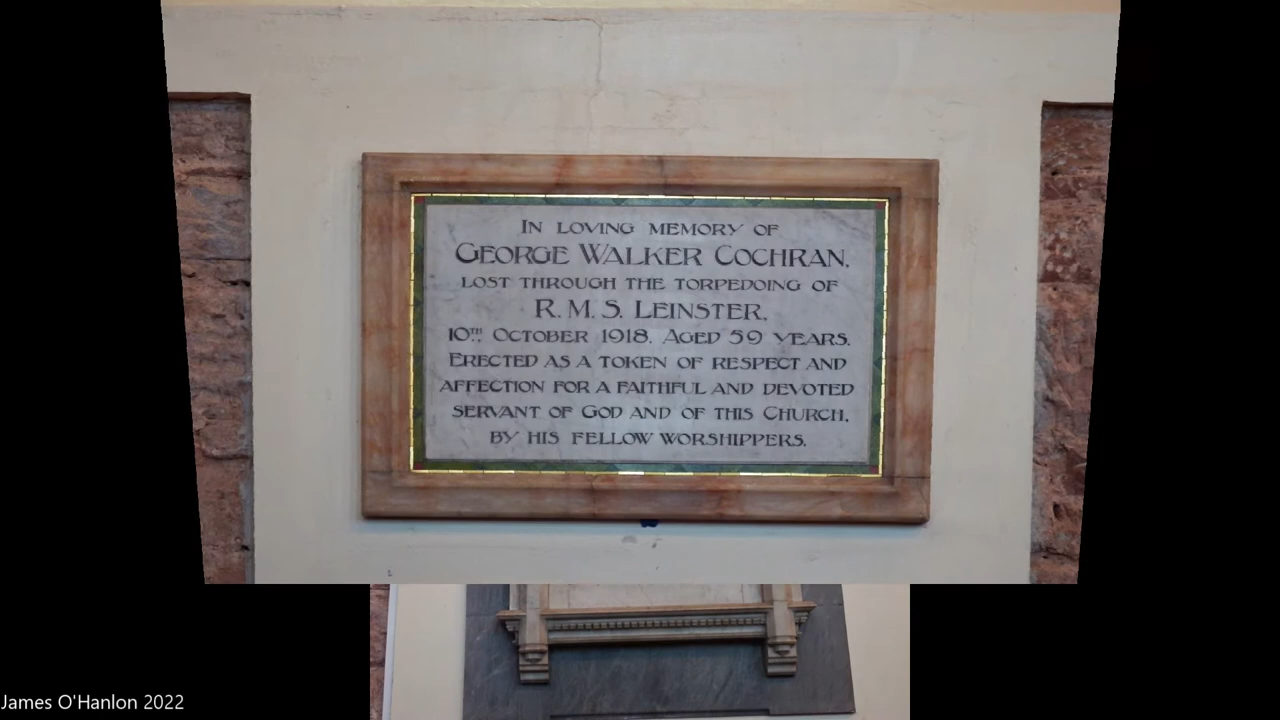 In loving memory of
George Walker Cochran,
lost through the torpedoing of
R.M.S. Leinster,
10TH October 1918. Aged 59 years.
Erected as a token of respect and
affection for a faithful and devoted
servant of God and of this Church,
by his fellow worshippers.
James O'Hanlon 2022